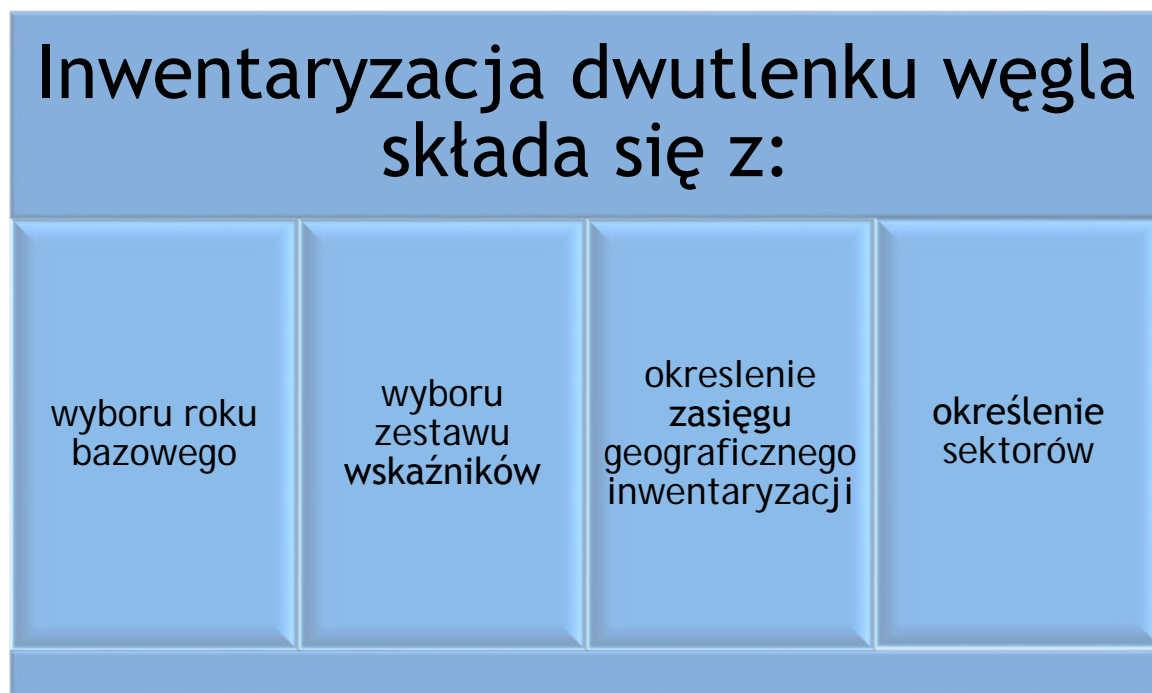 Inwentaryzacja dwutlenku węgla
składa się z:
wyboru roku
bazowego
wyboru
zestawu
wskaźników
okreslenie
zasięgu
geograficznego
inwentaryzacji
określenie
sektorów